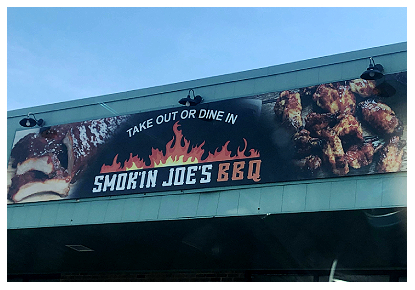 TAKE OUT OR DINE IN
SMOK'IN JOE'S BBQ